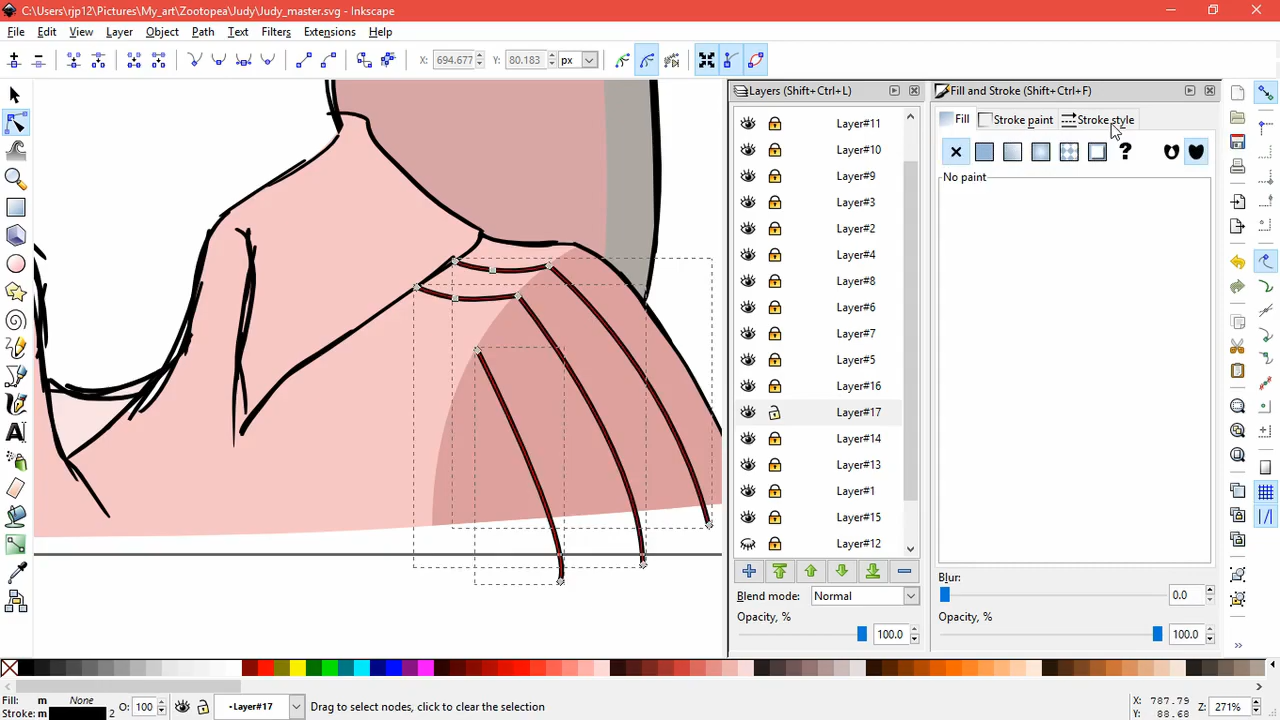 C:\Users\rjp12\Pictures\My_art\Zootopea\Judy\Judy_master.svg - Inkscape
File Edit View Layer Object Path Text Filters Extensions Help
X: 694.677 Y: 80.183 px
Layers (Shift+Ctrl+L)
Layer#11
Layer#10
Layer#9
Layer#3
Layer#2
Layer#4
Layer#8
Layer#6
Layer#7
Layer#5
Layer#16
Layer#17
Layer#14
Layer#13
Layer#1
Layer#15
Layer#12
Blend mode: Normal
Opacity, %
100.0
Fill and Stroke (Shift+Ctrl+F)
Fill Stroke paint Stroke style
?
No paint
Blur:
0.0
Opacity, %
100.0
Fill: m None O: 100 •Layer#17 Drag to select nodes, click to clear the selection
Stroke: m 2
X: 787.79
Y: 88.68
Z: 271%